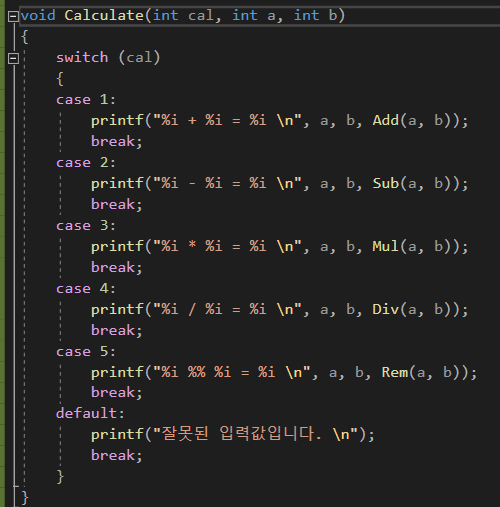 void Calculate(int cal, int a, int b)
{
    switch (cal)
    {
    case 1:
        printf("%i + %i = %i \n", a, b, Add(a, b));
        break;
    case 2:
        printf("%i - %i = %i \n", a, b, Sub(a, b));
        break;
    case 3:
        printf("%i * %i = %i \n", a, b, Mul(a, b));
        break;
    case 4:
        printf("%i / %i = %i \n", a, b, Div(a, b));
        break;
    case 5:
        printf("%i %% %i = %i \n", a, b, Rem(a, b));
        break;
    default:
        printf("잘못된 입력값입니다. \n");
        break;
    }
}